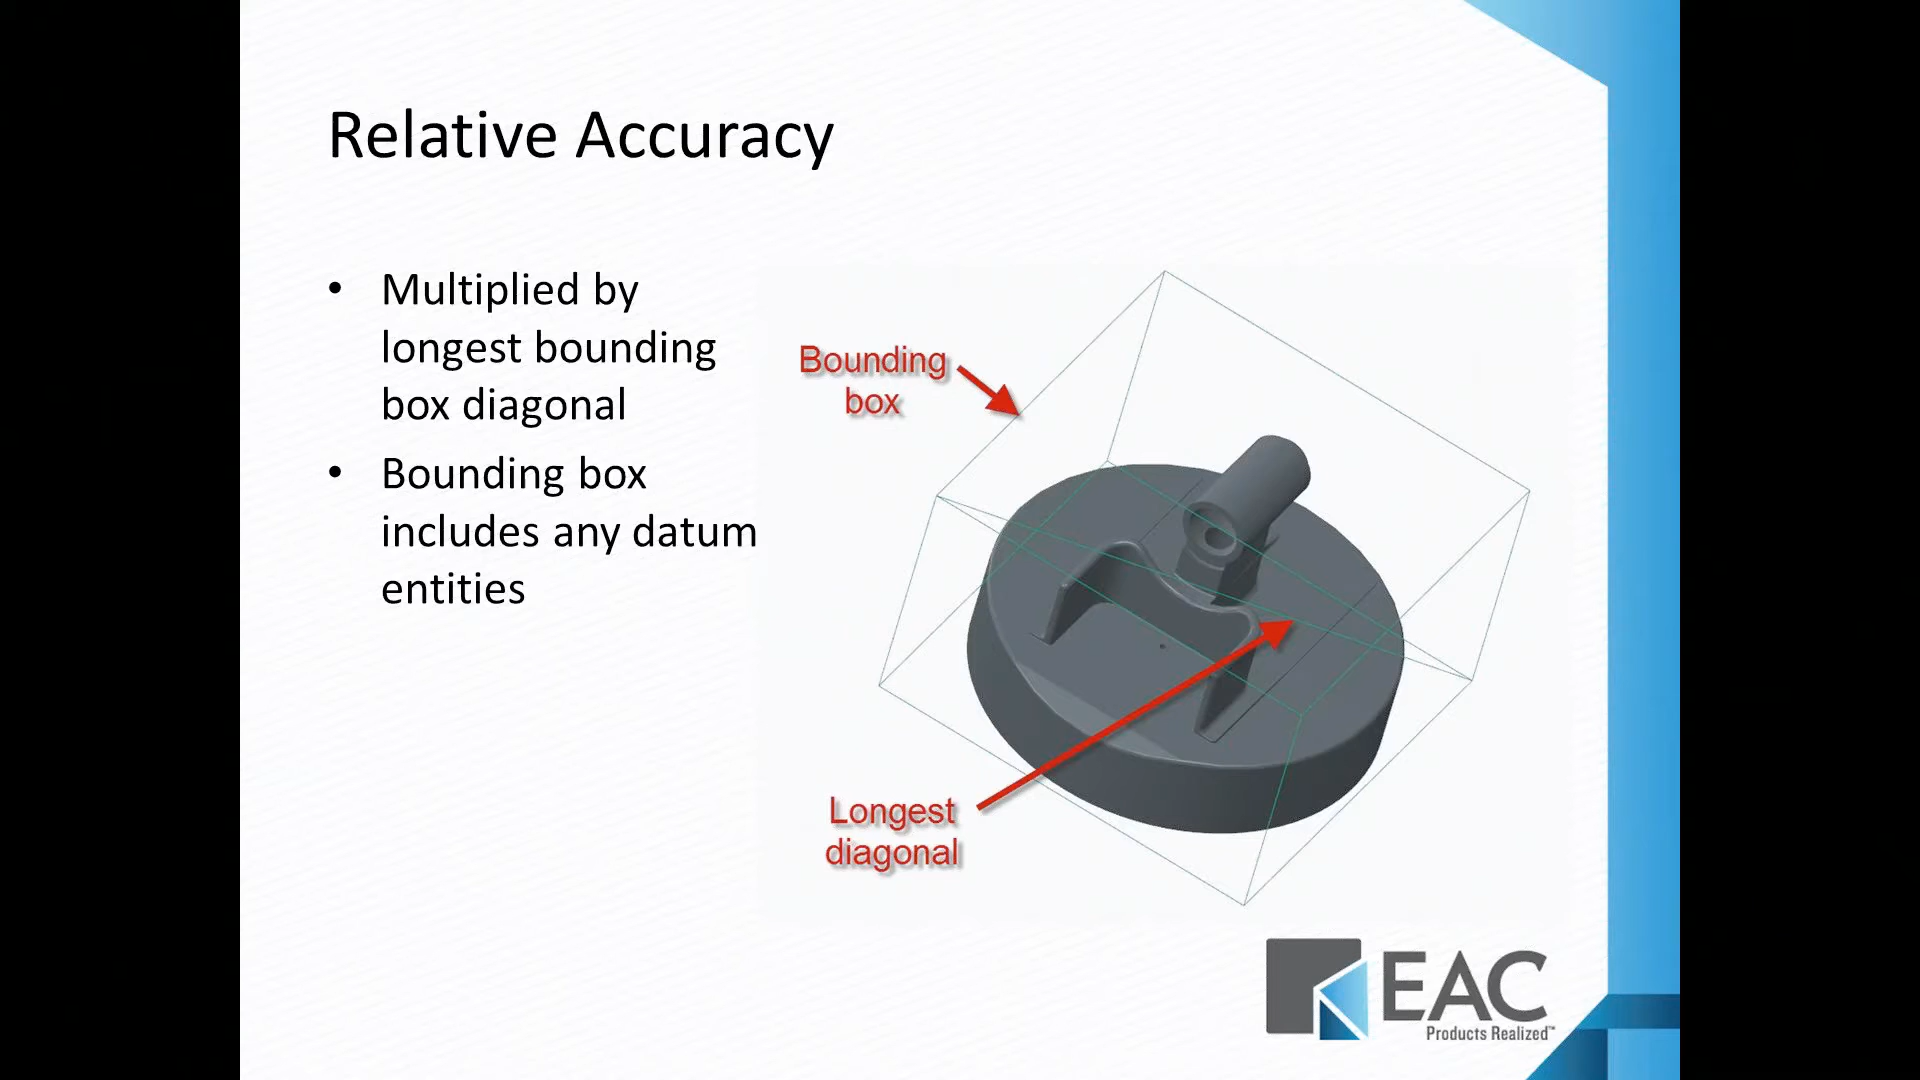 Relative Accuracy
• Multiplied by
longest bounding
box diagonal
• Bounding box
includes any datum
entities
Bounding
box
Longest
diagonal
EAC
Products Realized™